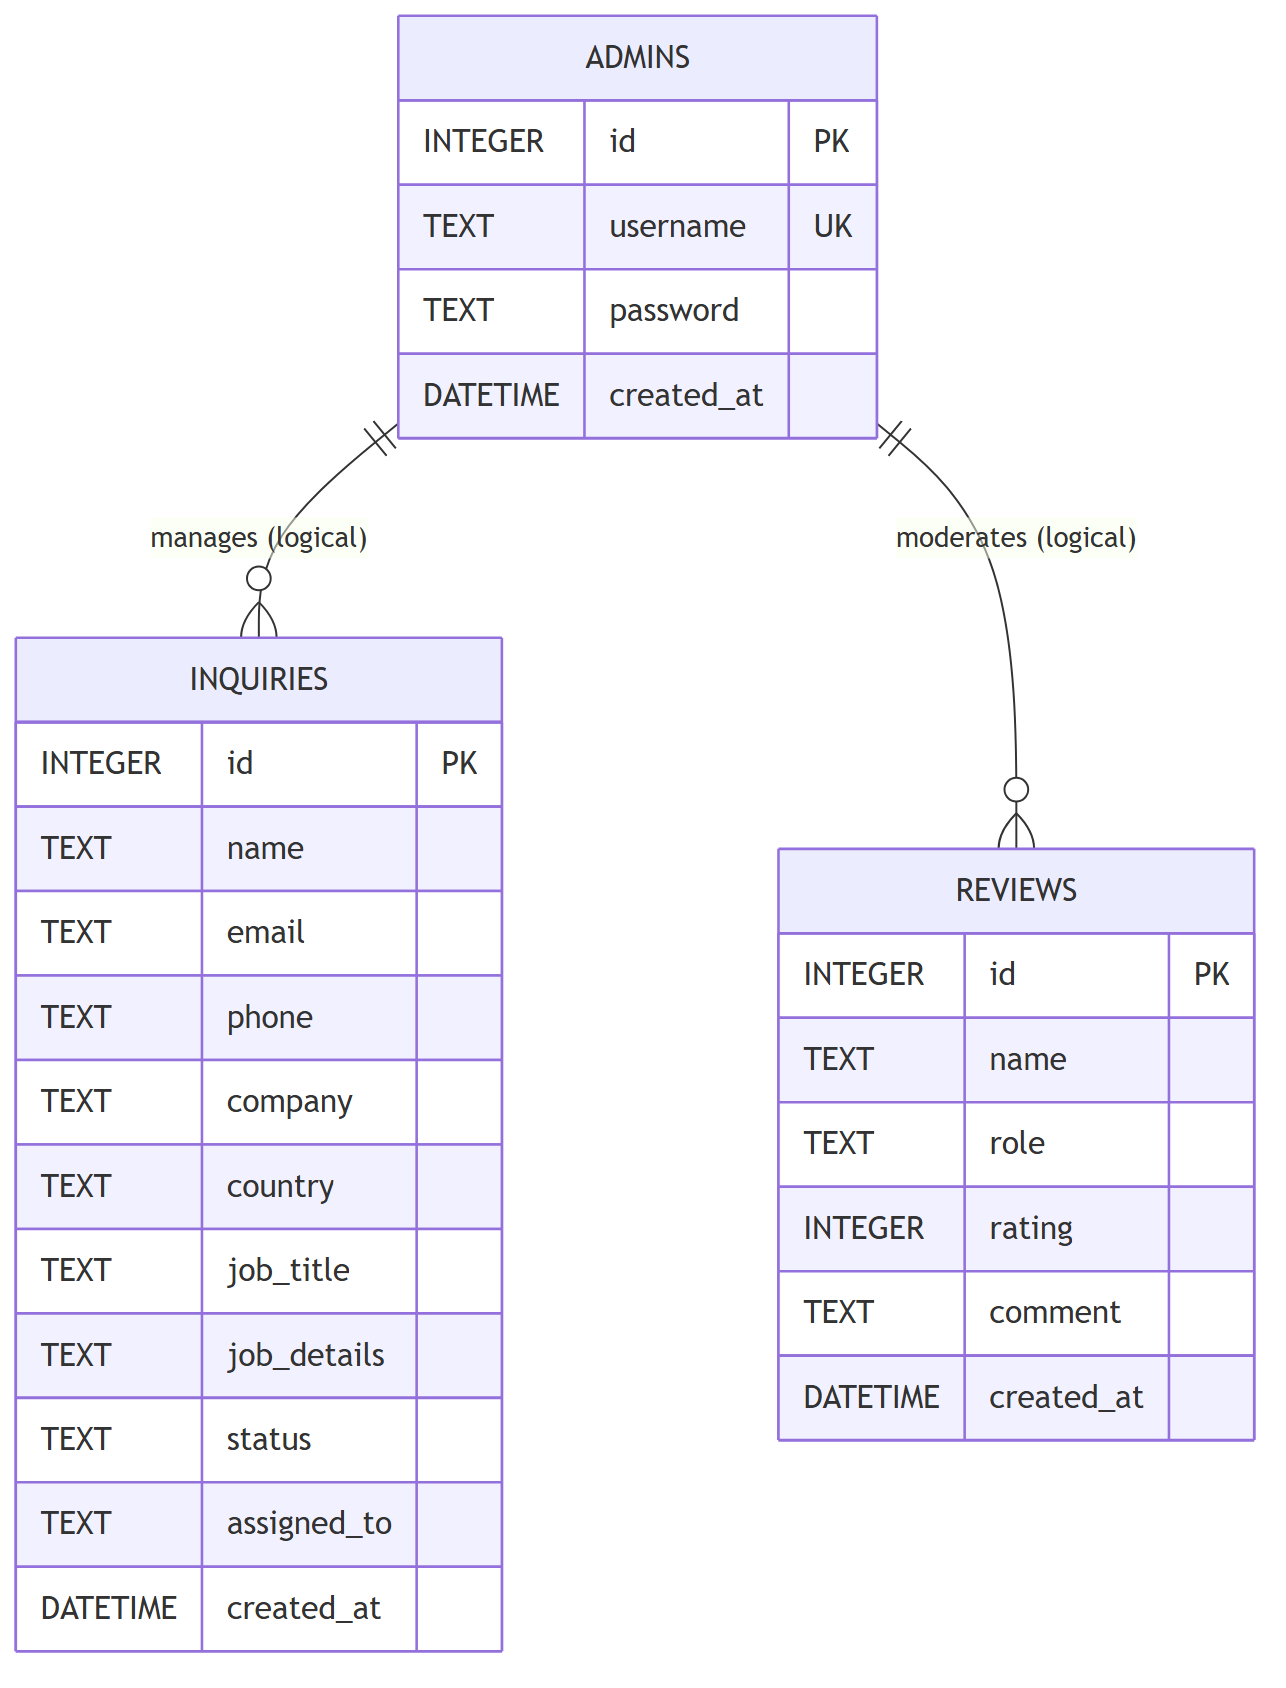 ADMINS
INTEGER id PK
TEXT username UK
TEXT password
DATETIME created_at
manages (logical)
moderates (logical)
INQUIRIES
INTEGER id PK
TEXT name
TEXT email
TEXT phone
TEXT company
TEXT country
TEXT job_title
TEXT job_details
TEXT status
TEXT assigned_to
DATETIME created_at
REVIEWS
INTEGER id PK
TEXT name
TEXT role
INTEGER rating
TEXT comment
DATETIME created_at